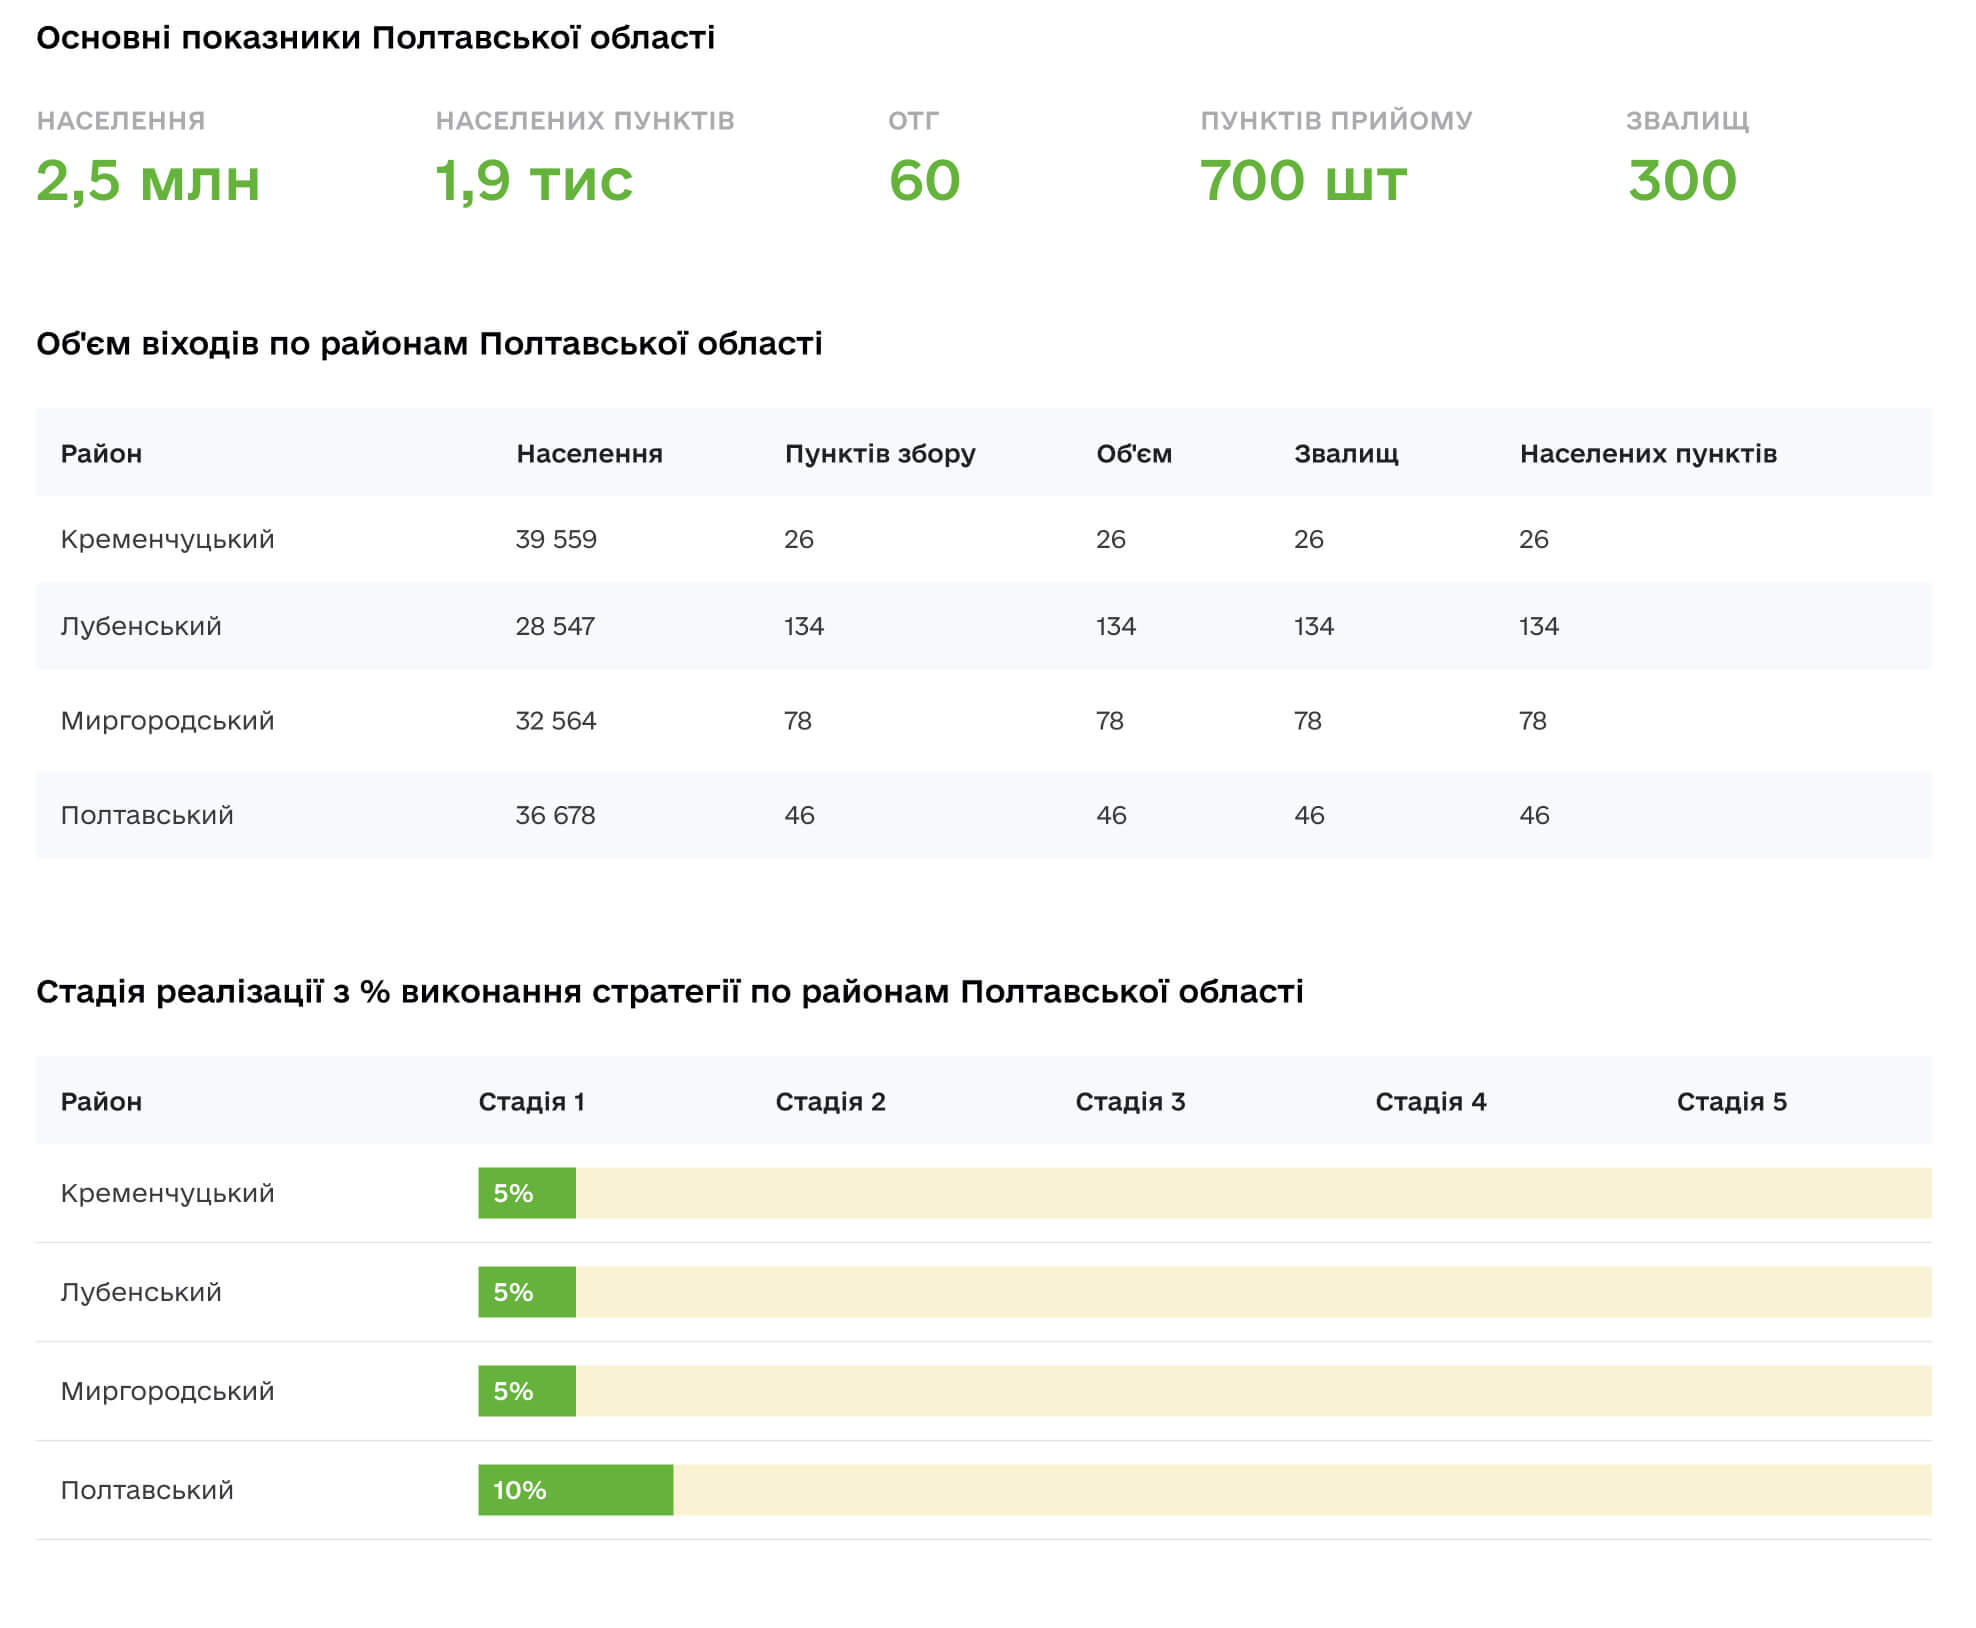 Основні показники Полтавської області
НАСЕЛЕННЯ НАСЕЛЕНИХ ПУНКТІВ ОТГ ПУНКТІВ ПРИЙОМУ ЗВАЛИЩ
2,5 млн 1,9 тис 60 700 шт 300
Об'єм віходів по районам Полтавської області
Район Населення Пунктів збору Об'єм Звалищ Населених пунктів
Кременчуцький 39 559 26 26 26 26
Лубенський 28 547 134 134 134 134
Миргородський 32 564 78 78 78 78
Полтавський 36 678 46 46 46 46
Стадія реалізації з % виконання стратегії по районам Полтавської області
Район Стадія 1 Стадія 2 Стадія 3 Стадія 4 Стадія 5
Кременчуцький 5%
Лубенський 5%
Миргородський 5%
Полтавський 10%